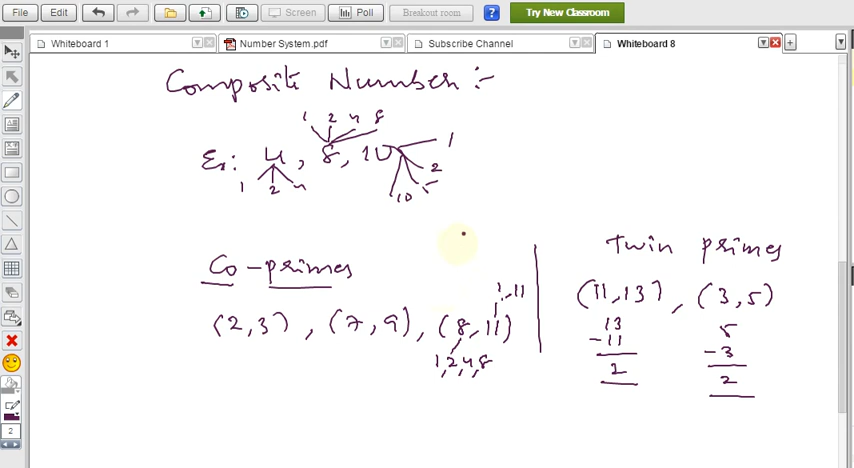 File Edit Screen Poll Breakout room ? Try New Classroom
Whiteboard 1 Number System.pdf Subscribe Channel Whiteboard 8
Composite Number :-
1 2 4 8
Ex: 4, 8, 10 1
1 2 4 10 5 2
Co-primes
(2,3), (7,9), (8,11)
1,11
1,2,4,8
Twin primes
(11,13), (3,5)
13 5
-11 -3
2 2
2